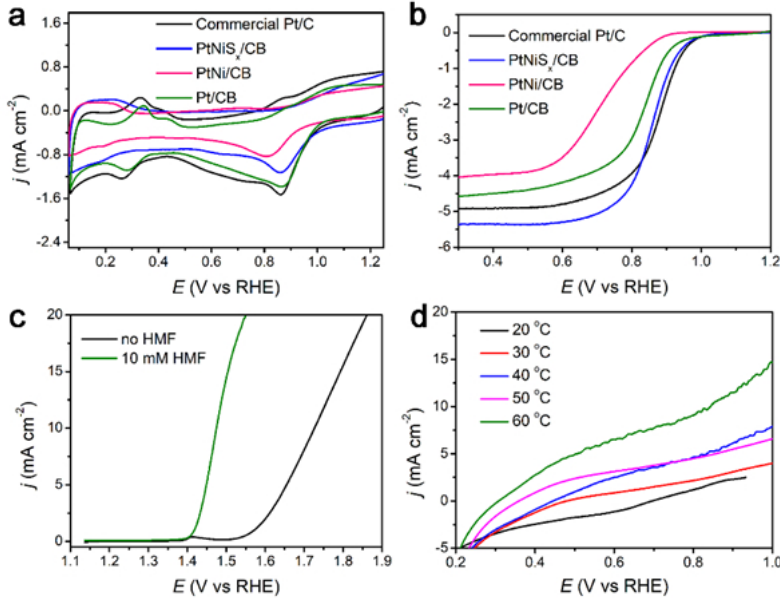 a
Commercial Pt/C
PtNiSₓ/CB
PtNi/CB
Pt/CB
1.6
0.8
0.0
-0.8
-1.6
-2.4
j (mA cm⁻²)
0.2 0.4 0.6 0.8 1.0 1.2
E (V vs RHE)
b
Commercial Pt/C
PtNiSₓ/CB
PtNi/CB
Pt/CB
1
0
-1
-2
-3
-4
-5
-6
j (mA cm⁻²)
0.4 0.6 0.8 1.0 1.2
E (V vs RHE)
c
no HMF
10 mM HMF
20
15
10
5
0
j (mA cm⁻²)
1.1 1.2 1.3 1.4 1.5 1.6 1.7 1.8 1.9
E (V vs RHE)
d
20 °C
30 °C
40 °C
50 °C
60 °C
20
15
10
5
0
-5
j (mA cm⁻²)
0.2 0.4 0.6 0.8 1.0
E (V vs RHE)